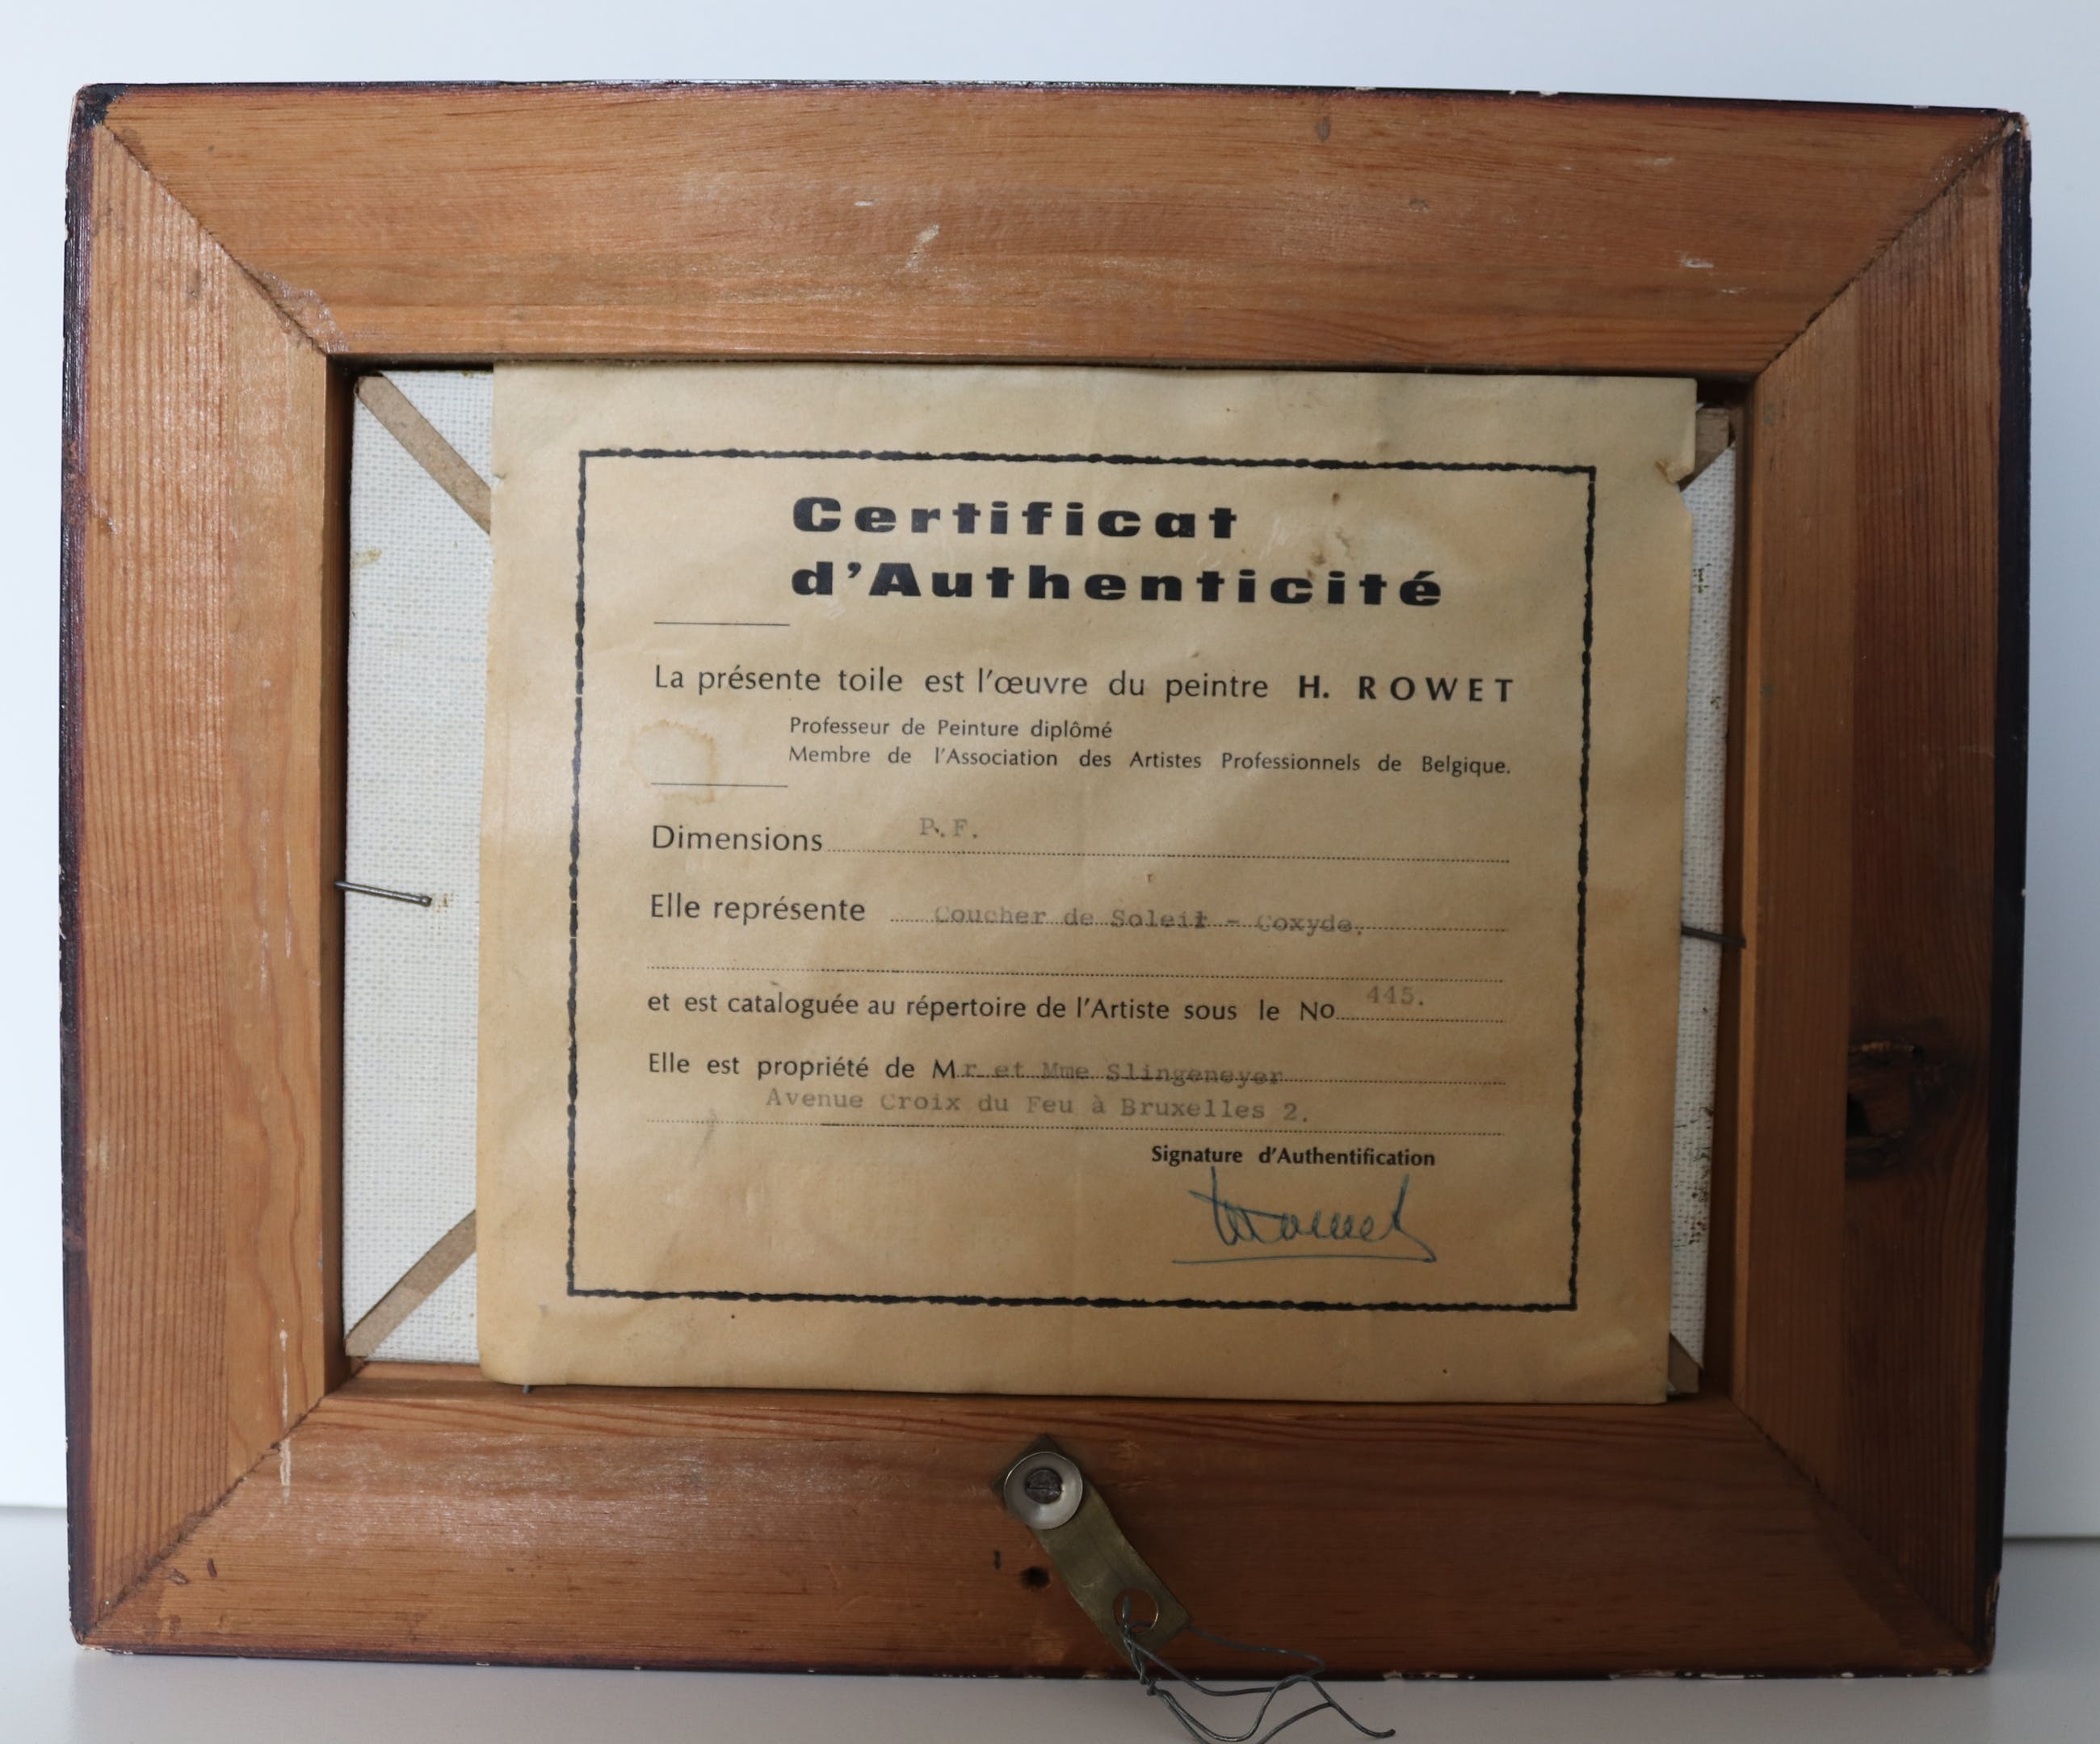 Certificat
d'Authenticité
La présente toile est l'œuvre du peintre H. ROWET
Professeur de Peinture diplômé
Membre de l'Association des Artistes Professionnels de Belgique.
Dimensions P.F.
Elle représente Coucher de Soleil - Coxyde.
et est cataloguée au répertoire de l'Artiste sous le No 445.
Elle est propriété de Mr et Mme Slingeneyer
Avenue Croix du Feu à Bruxelles 2.
Signature d'Authentification